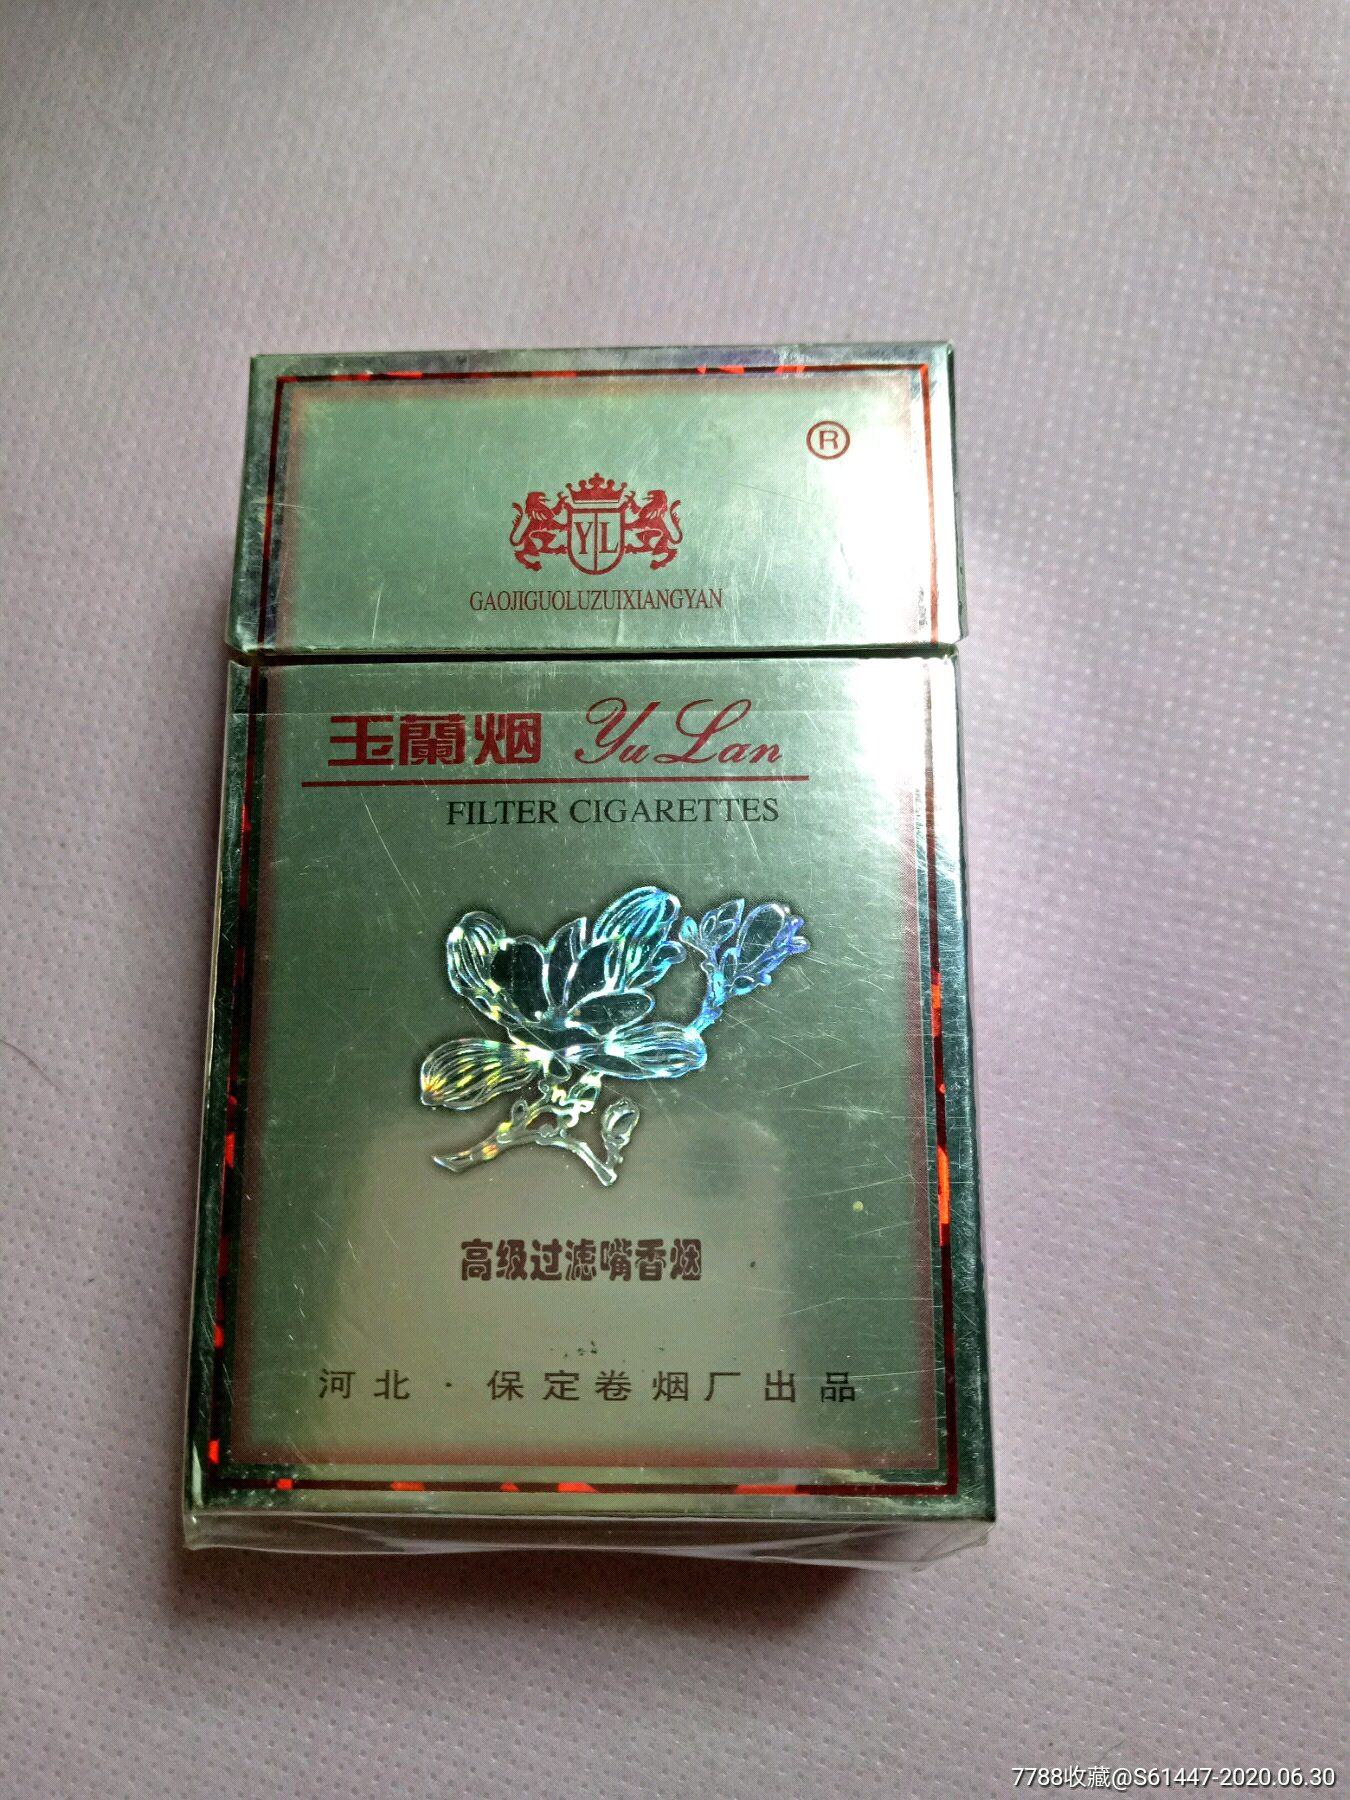 ®
YL
GAOJIGUOLUZUIXIANGYAN
玉蘭烟 Yu Lan
FILTER CIGARETTES
高级过滤嘴香烟
河北·保定卷烟厂出品
7788收藏@S61447-2020.06.30